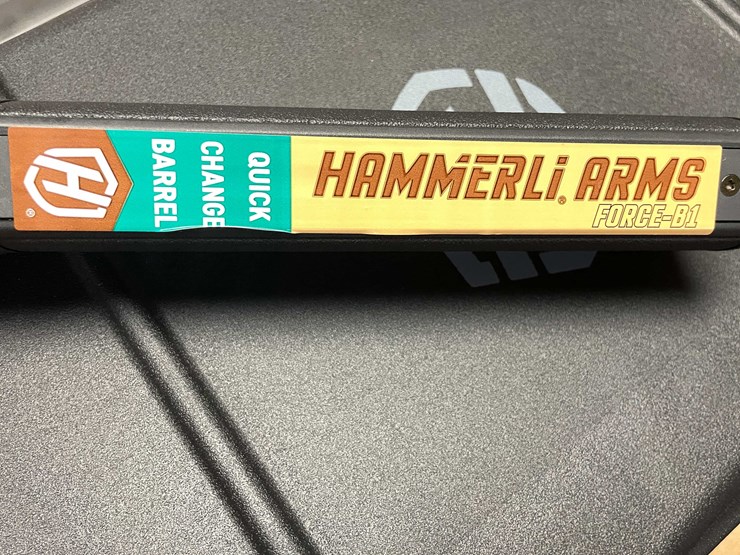 QUICK
CHANGE
BARREL
HAMMERLI® ARMS
FORCE-B1
H®